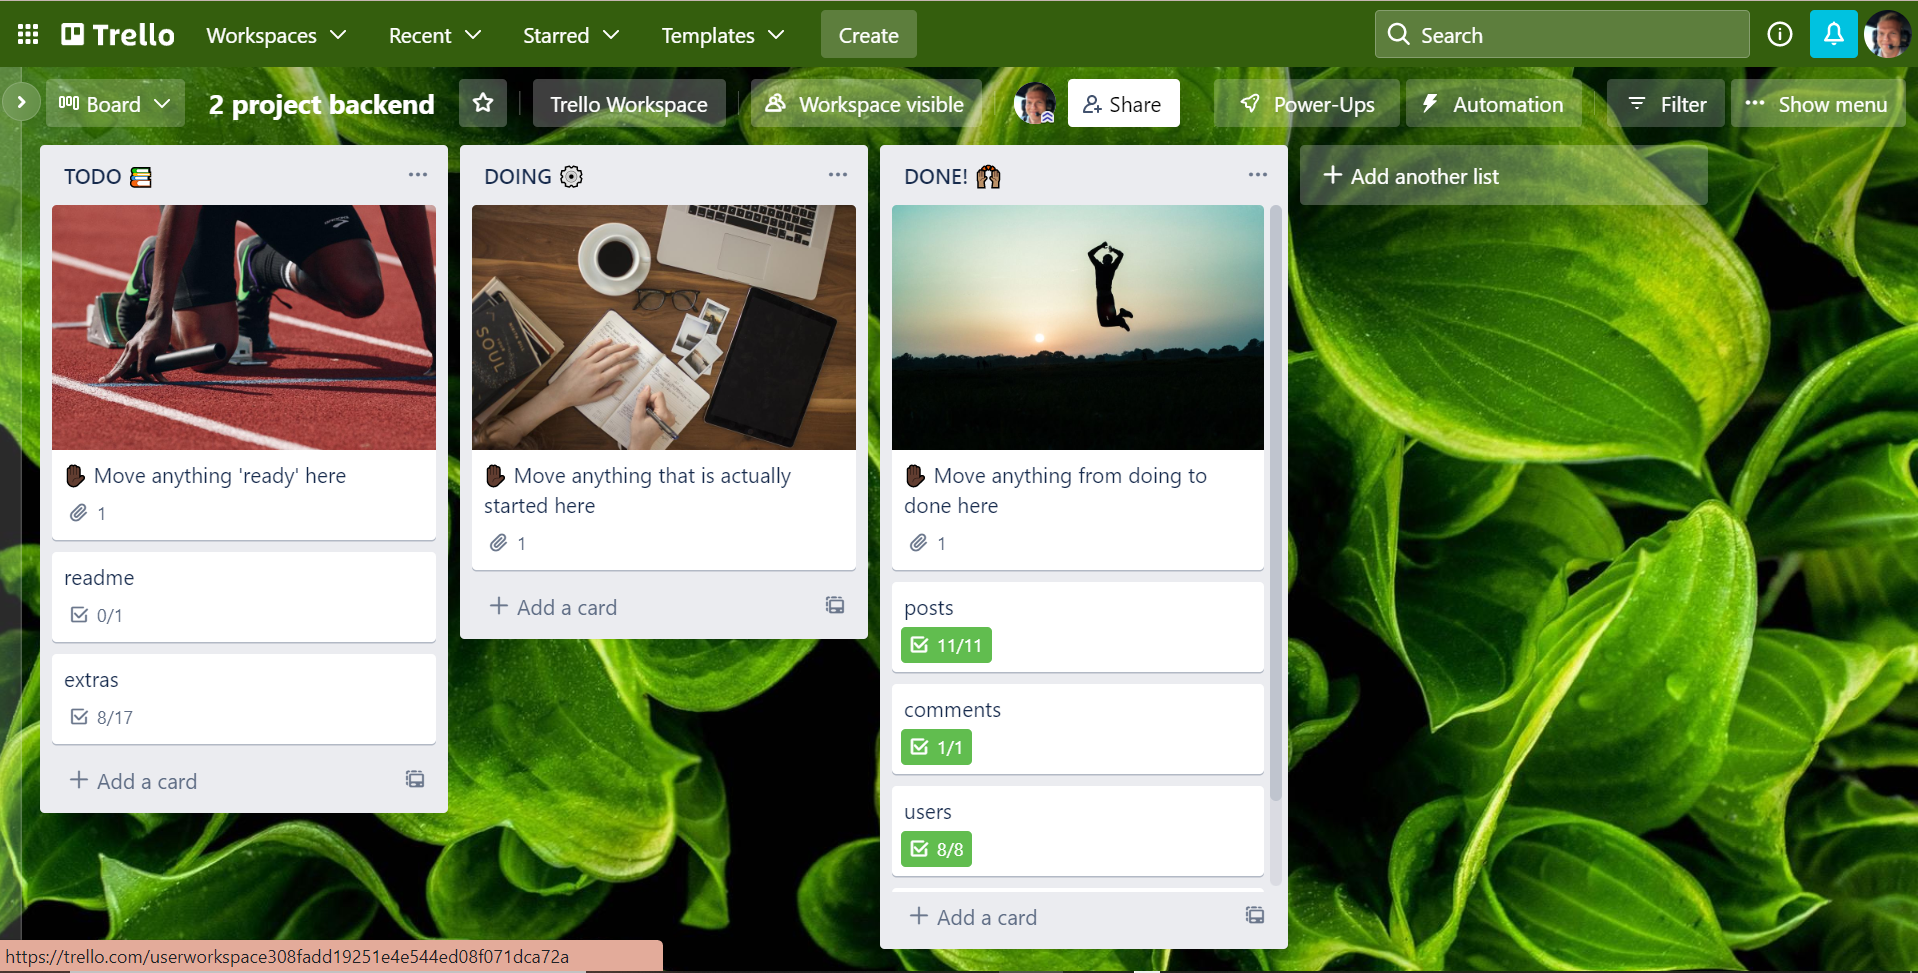 Trello
Workspaces
Recent
Starred
Templates
Create
Search
Board
2 project backend
Trello Workspace
Workspace visible
Share
Power-Ups
Automation
Filter
Show menu
TODO 📚
✋🏿 Move anything 'ready' here
1
readme
0/1
extras
8/17
+ Add a card
DOING ⚙️
SOUL
✋🏿 Move anything that is actually
started here
1
+ Add a card
DONE! 🙌🏽
✋🏿 Move anything from doing to
done here
1
posts
11/11
comments
1/1
users
8/8
+ Add a card
+ Add another list
https://trello.com/userworkspace308fadd19251e4e544ed08f071dca72a